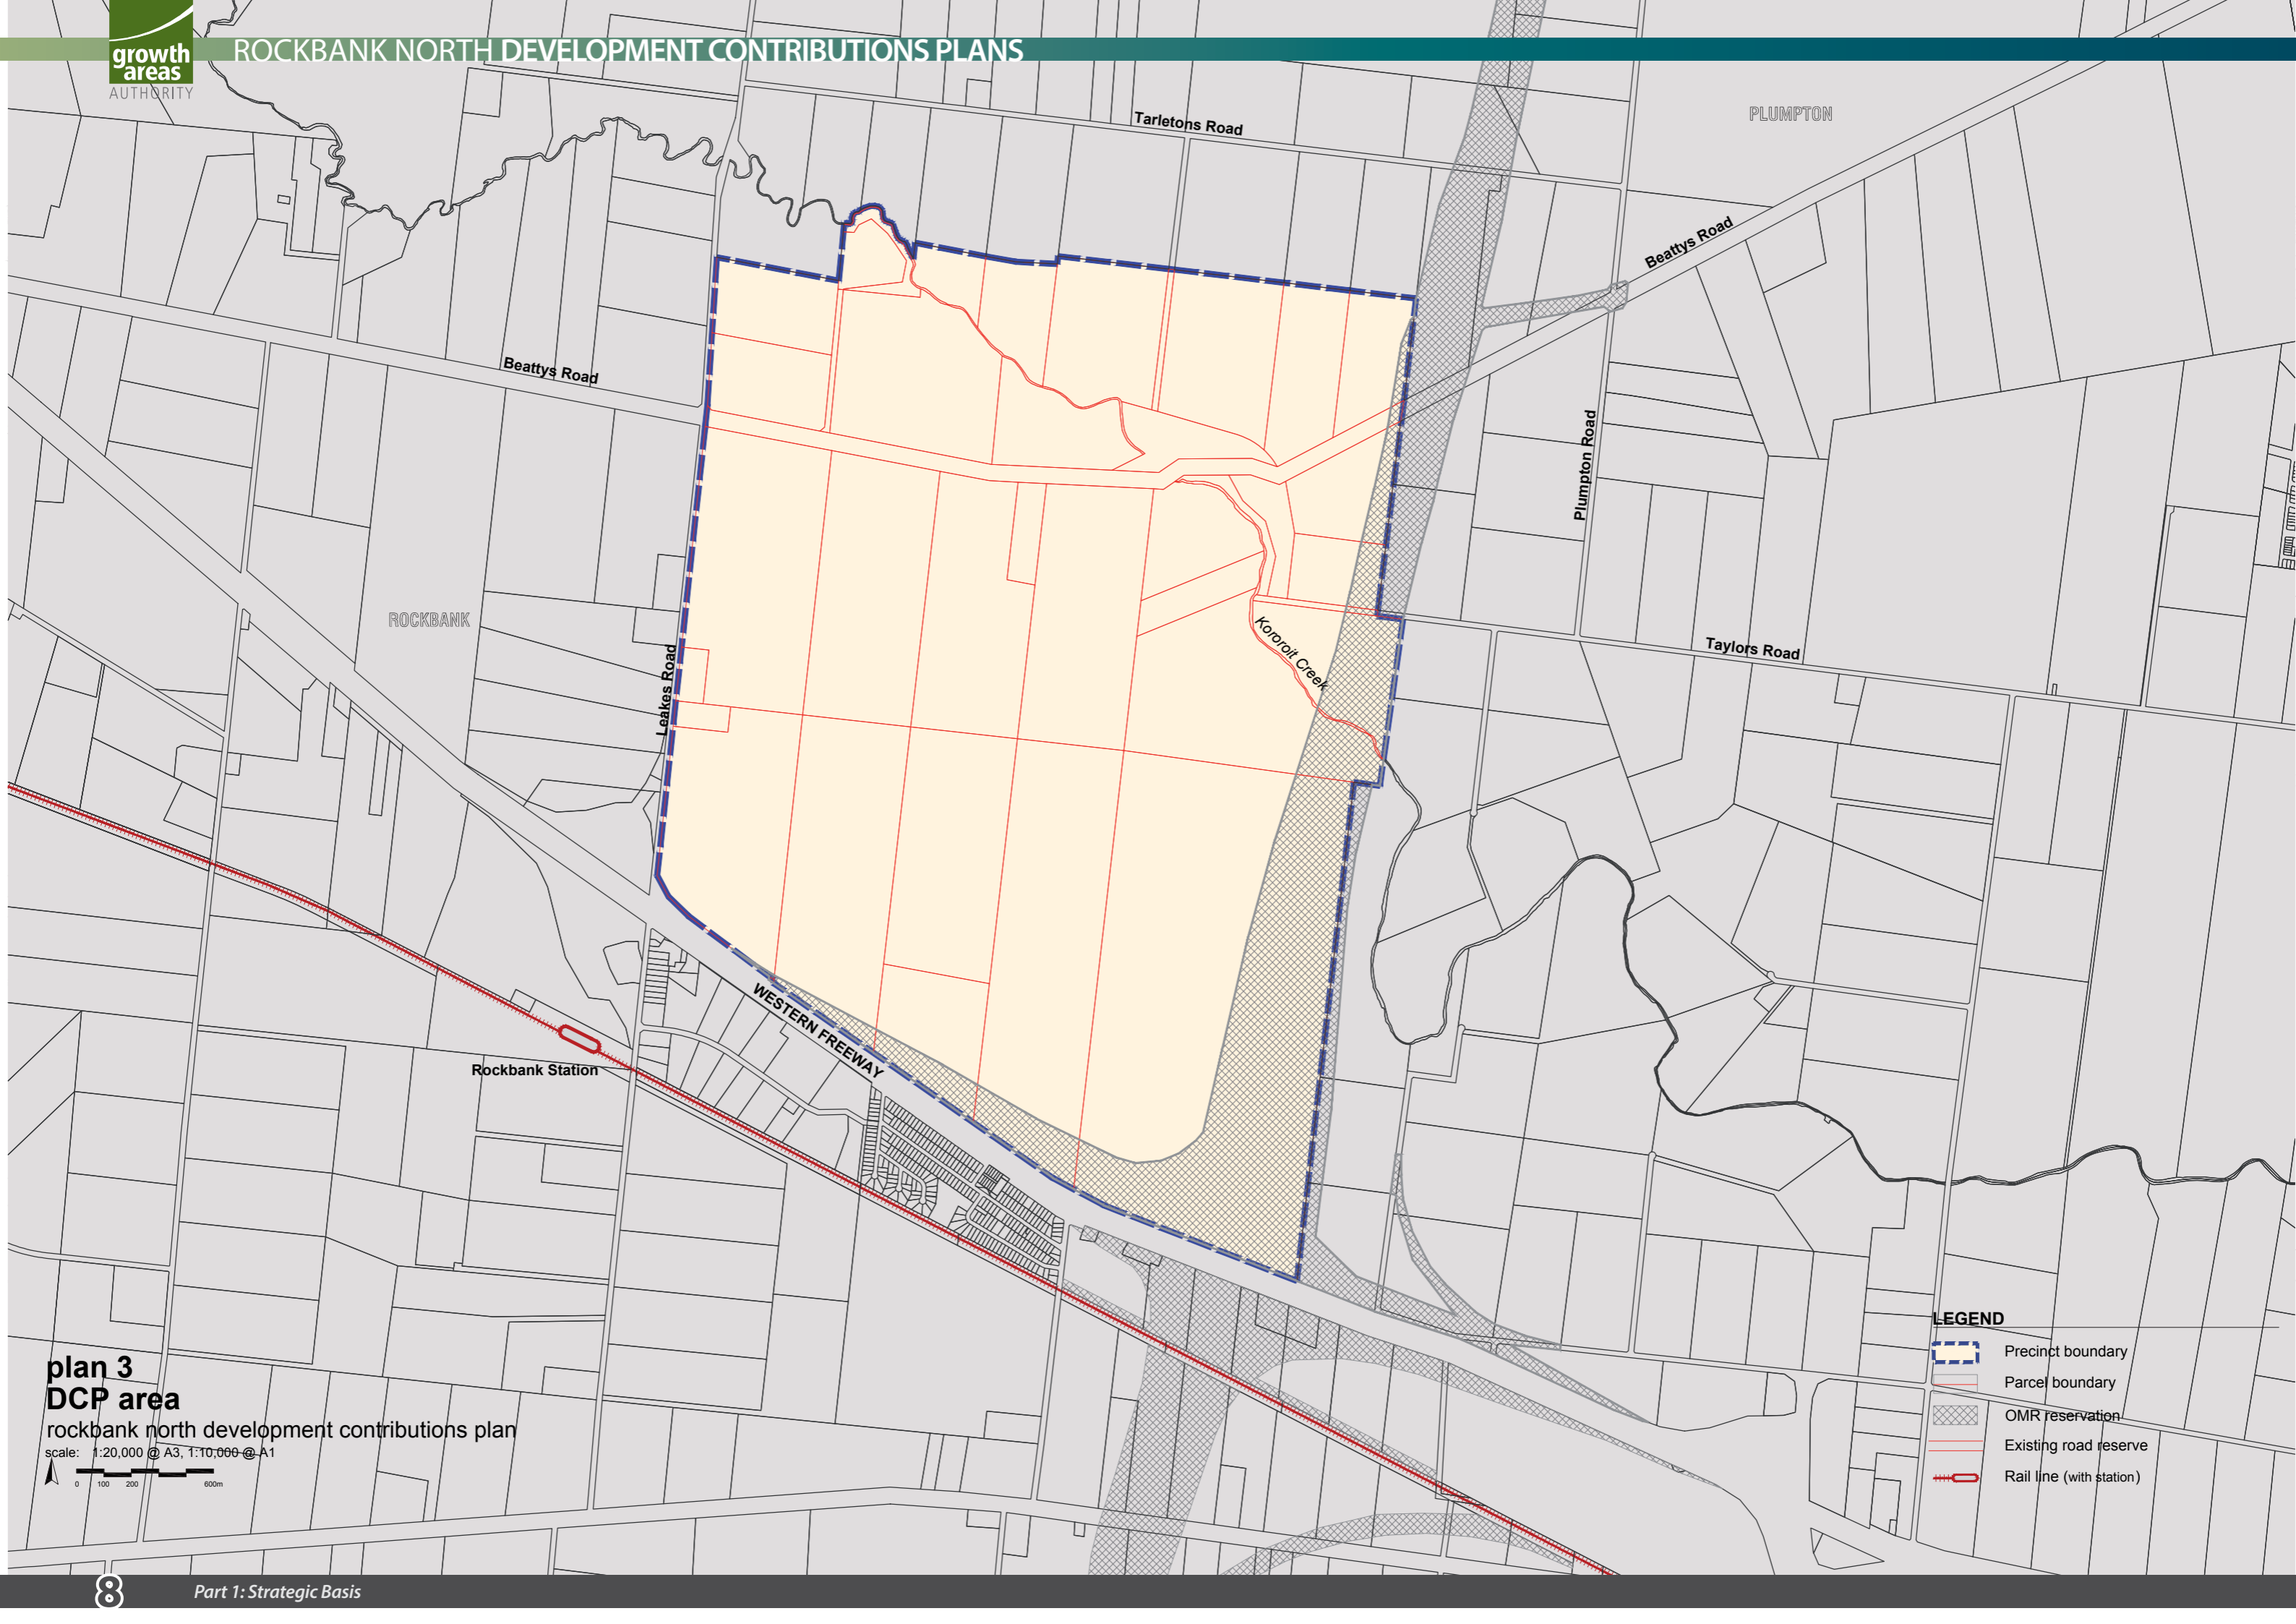 growth
areas
AUTHORITY
ROCKBANK NORTH DEVELOPMENT CONTRIBUTIONS PLANS
Tarletons Road
PLUMPTON
Beattys Road
Beattys Road
Plumpton Road
ROCKBANK
Leakes Road
Kororoit Creek
Taylors Road
WESTERN FREEWAY
Rockbank Station
LEGEND
Precinct boundary
Parcel boundary
OMR reservation
Existing road reserve
Rail line (with station)
plan 3
DCP area
rockbank north development contributions plan
scale: 1:20,000 @ A3, 1:10,000 @ A1
0 100 200 600m
8
Part 1: Strategic Basis